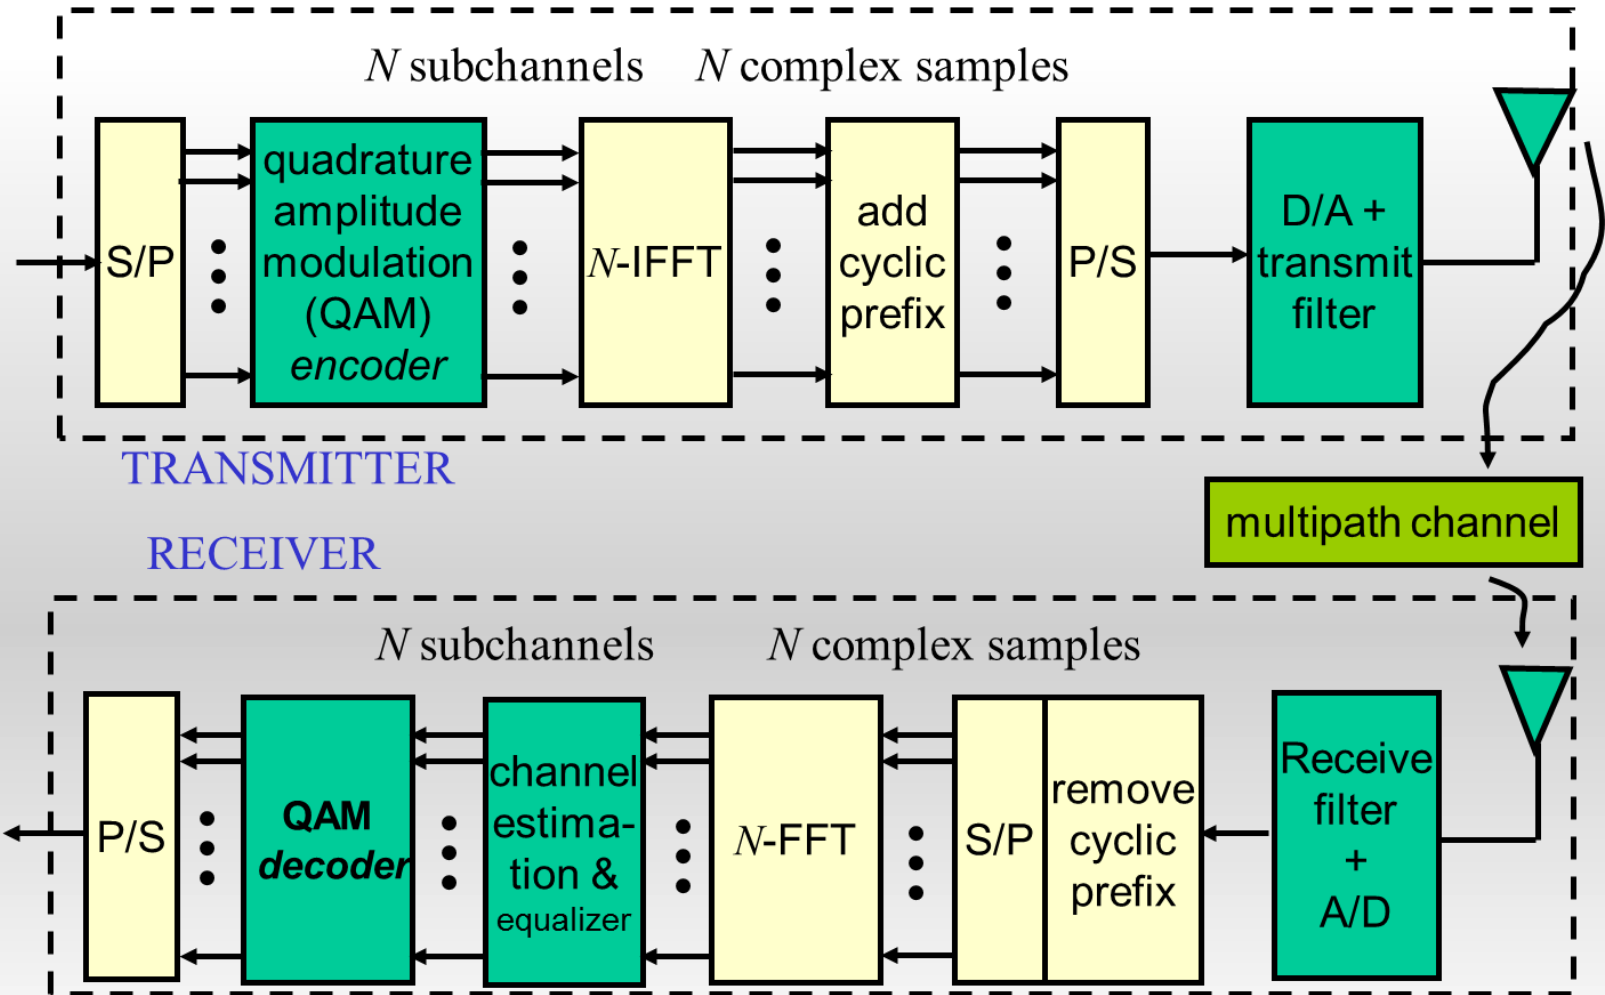 N subchannels
N complex samples
S/P
quadrature
amplitude
modulation
(QAM)
encoder
N-IFFT
add
cyclic
prefix
P/S
D/A +
transmit
filter
TRANSMITTER
multipath channel
RECEIVER
N subchannels
N complex samples
P/S
QAM
decoder
channel
estima-
tion &
equalizer
N-FFT
S/P
remove
cyclic
prefix
Receive
filter
+
A/D